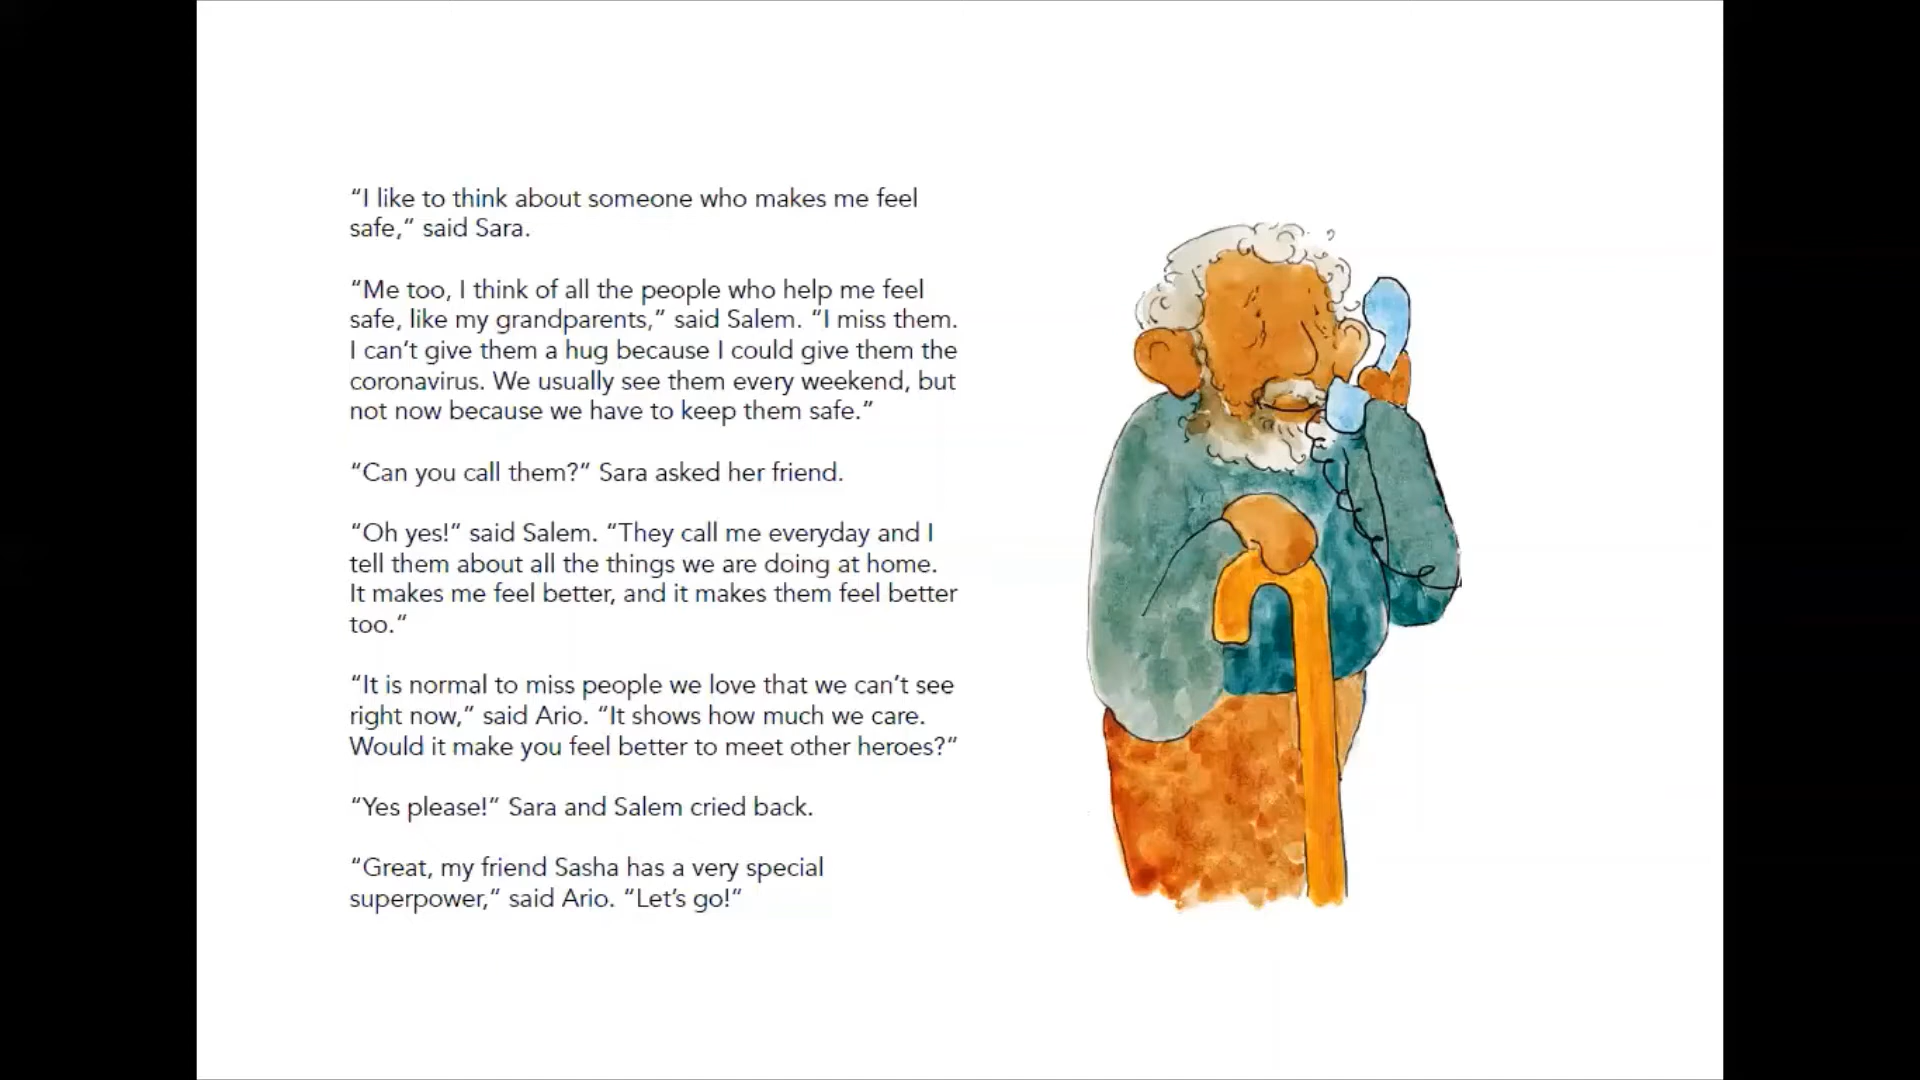 “I like to think about someone who makes me feel
safe,” said Sara.
“Me too, I think of all the people who help me feel
safe, like my grandparents,” said Salem. “I miss them.
I can’t give them a hug because I could give them the
coronavirus. We usually see them every weekend, but
not now because we have to keep them safe.”
“Can you call them?” Sara asked her friend.
“Oh yes!” said Salem. “They call me everyday and I
tell them about all the things we are doing at home.
It makes me feel better, and it makes them feel better
too.”
“It is normal to miss people we love that we can’t see
right now,” said Ario. “It shows how much we care.
Would it make you feel better to meet other heroes?”
“Yes please!” Sara and Salem cried back.
“Great, my friend Sasha has a very special
superpower,” said Ario. “Let’s go!”